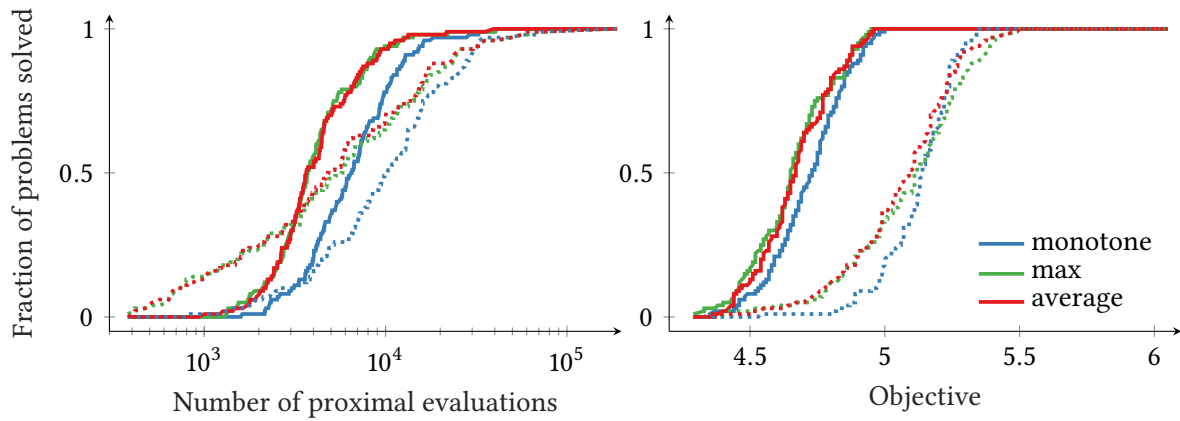 Fraction of problems solved
1
0.5
0
10³ 10⁴ 10⁵
Number of proximal evaluations
1
0.5
0
4.5 5 5.5 6
Objective
monotone
max
average